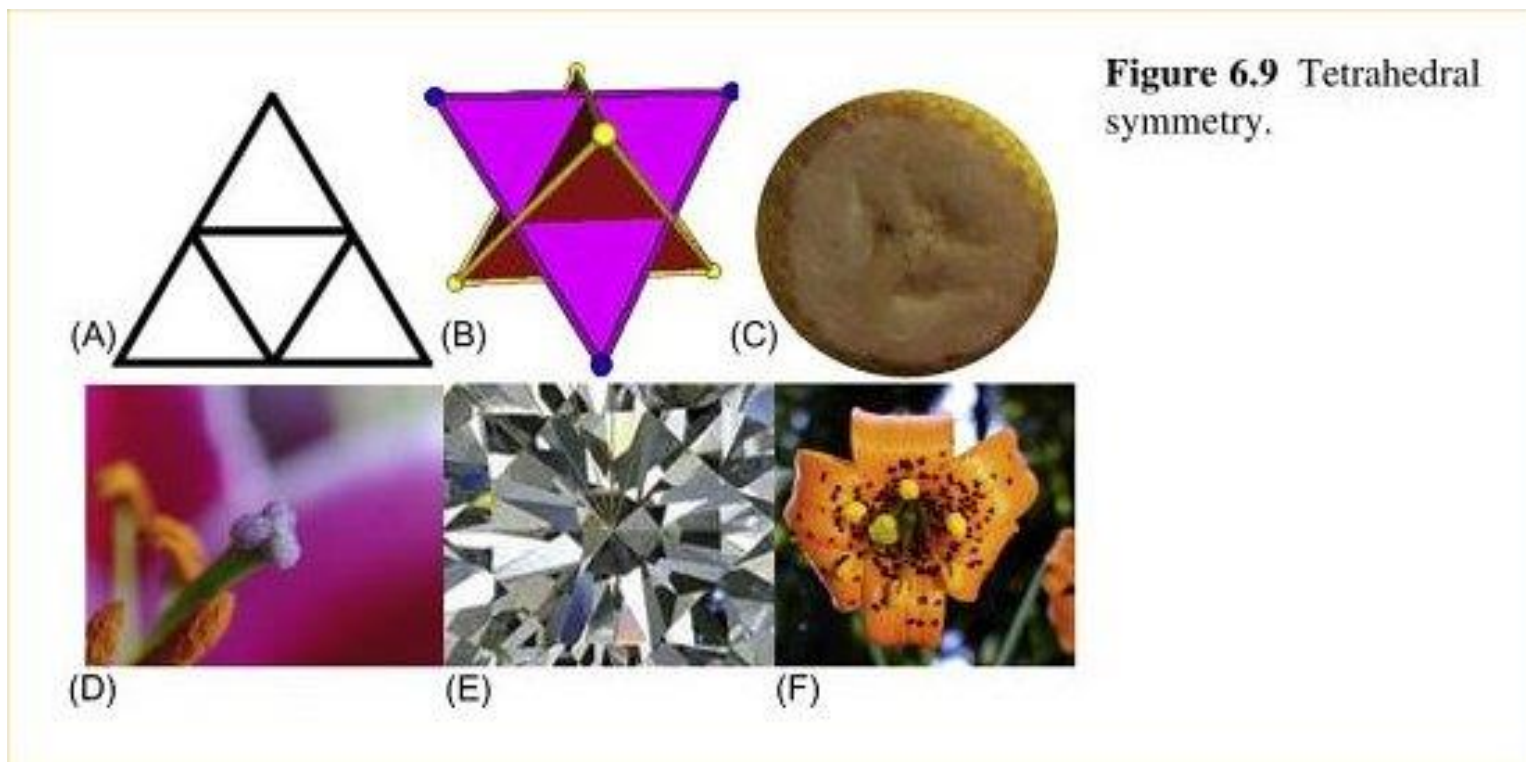 Figure 6.9 Tetrahedral
symmetry.
(A)
(B)
(C)
(D)
(E)
(F)